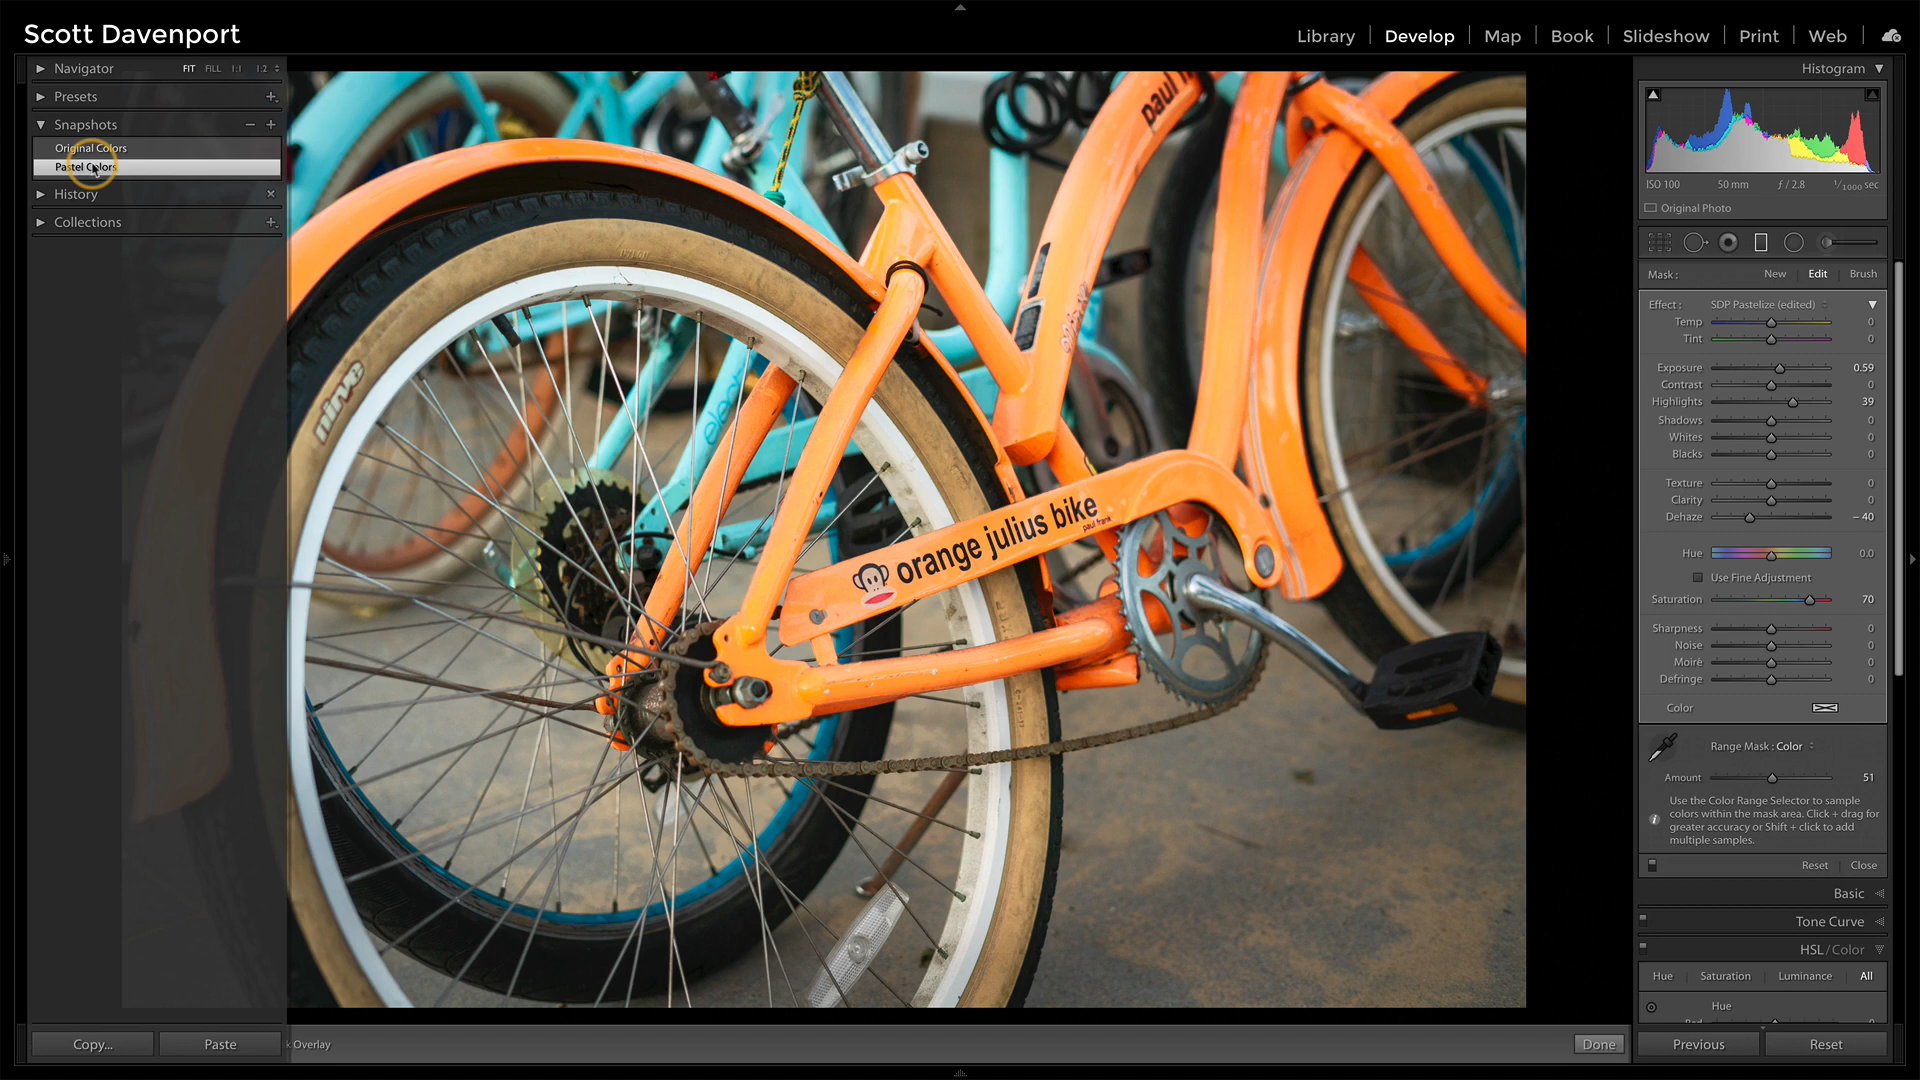 Scott Davenport
Library Develop Map Book Slideshow Print Web
Navigator FIT FILL 1:1 1:2
Presets
Snapshots
Original Colors
Pastel Colors
History
Collections
Copy...
Paste
Overlay
Done
paul
nirve
orange julius bike
paul frank
Histogram
ISO 100 50 mm ƒ / 2.8 1/1000 sec
Original Photo
Mask : New Edit Brush
Effect : SDP Pastelize (edited)
Temp 0
Tint 0
Exposure 0.59
Contrast 0
Highlights 39
Shadows 0
Whites 0
Blacks 0
Texture 0
Clarity 0
Dehaze – 40
Hue 0.0
Use Fine Adjustment
Saturation 70
Sharpness 0
Noise 0
Moiré 0
Defringe 0
Color
Range Mask : Color
Amount 51
Use the Color Range Selector to sample
colors within the mask area. Click + drag for
greater accuracy or Shift + click to add
multiple samples.
Reset Close
Basic
Tone Curve
HSL / Color
Hue Saturation Luminance All
Hue
Previous Reset